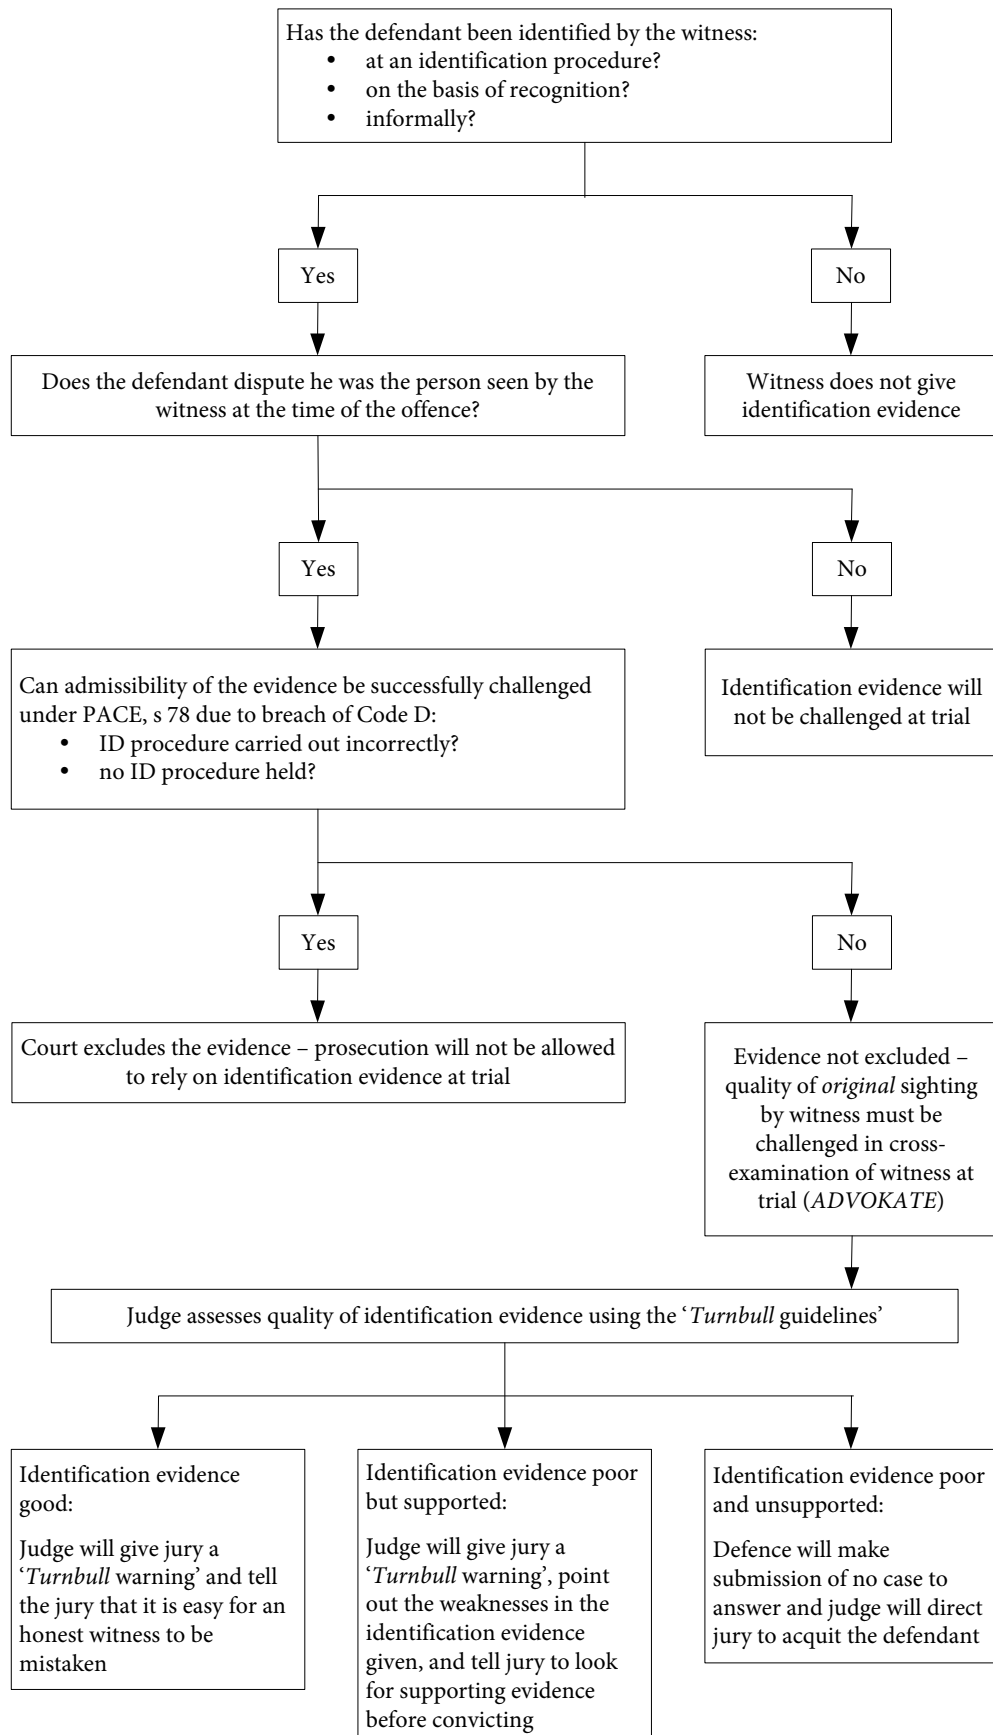 Has the defendant been identified by the witness:
• at an identification procedure?
• on the basis of recognition?
• informally?
Yes
No
Does the defendant dispute he was the person seen by the
witness at the time of the offence?
Witness does not give
identification evidence
Yes
No
Can admissibility of the evidence be successfully challenged
under PACE, s 78 due to breach of Code D:
• ID procedure carried out incorrectly?
• no ID procedure held?
Identification evidence will
not be challenged at trial
Yes
No
Court excludes the evidence – prosecution will not be allowed
to rely on identification evidence at trial
Evidence not excluded –
quality of original sighting
by witness must be
challenged in cross-
examination of witness at
trial (ADVOKATE)
Judge assesses quality of identification evidence using the ‘Turnbull guidelines’
Identification evidence
good:
Judge will give jury a
‘Turnbull warning’ and tell
the jury that it is easy for an
honest witness to be
mistaken
Identification evidence poor
but supported:
Judge will give jury a
‘Turnbull warning’, point
out the weaknesses in the
identification evidence
given, and tell jury to look
for supporting evidence
before convicting
Identification evidence poor
and unsupported:
Defence will make
submission of no case to
answer and judge will direct
jury to acquit the defendant